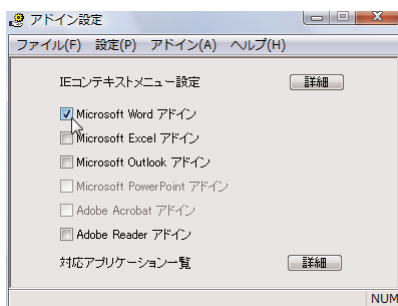 アドイン設定
ファイル(F) 設定(P) アドイン(A) ヘルプ(H)
IEコンテキストメニュー設定 詳細
Microsoft Word アドイン
Microsoft Excel アドイン
Microsoft Outlook アドイン
Microsoft PowerPoint アドイン
Adobe Acrobat アドイン
Adobe Reader アドイン
対応アプリケーション一覧 詳細
NUM